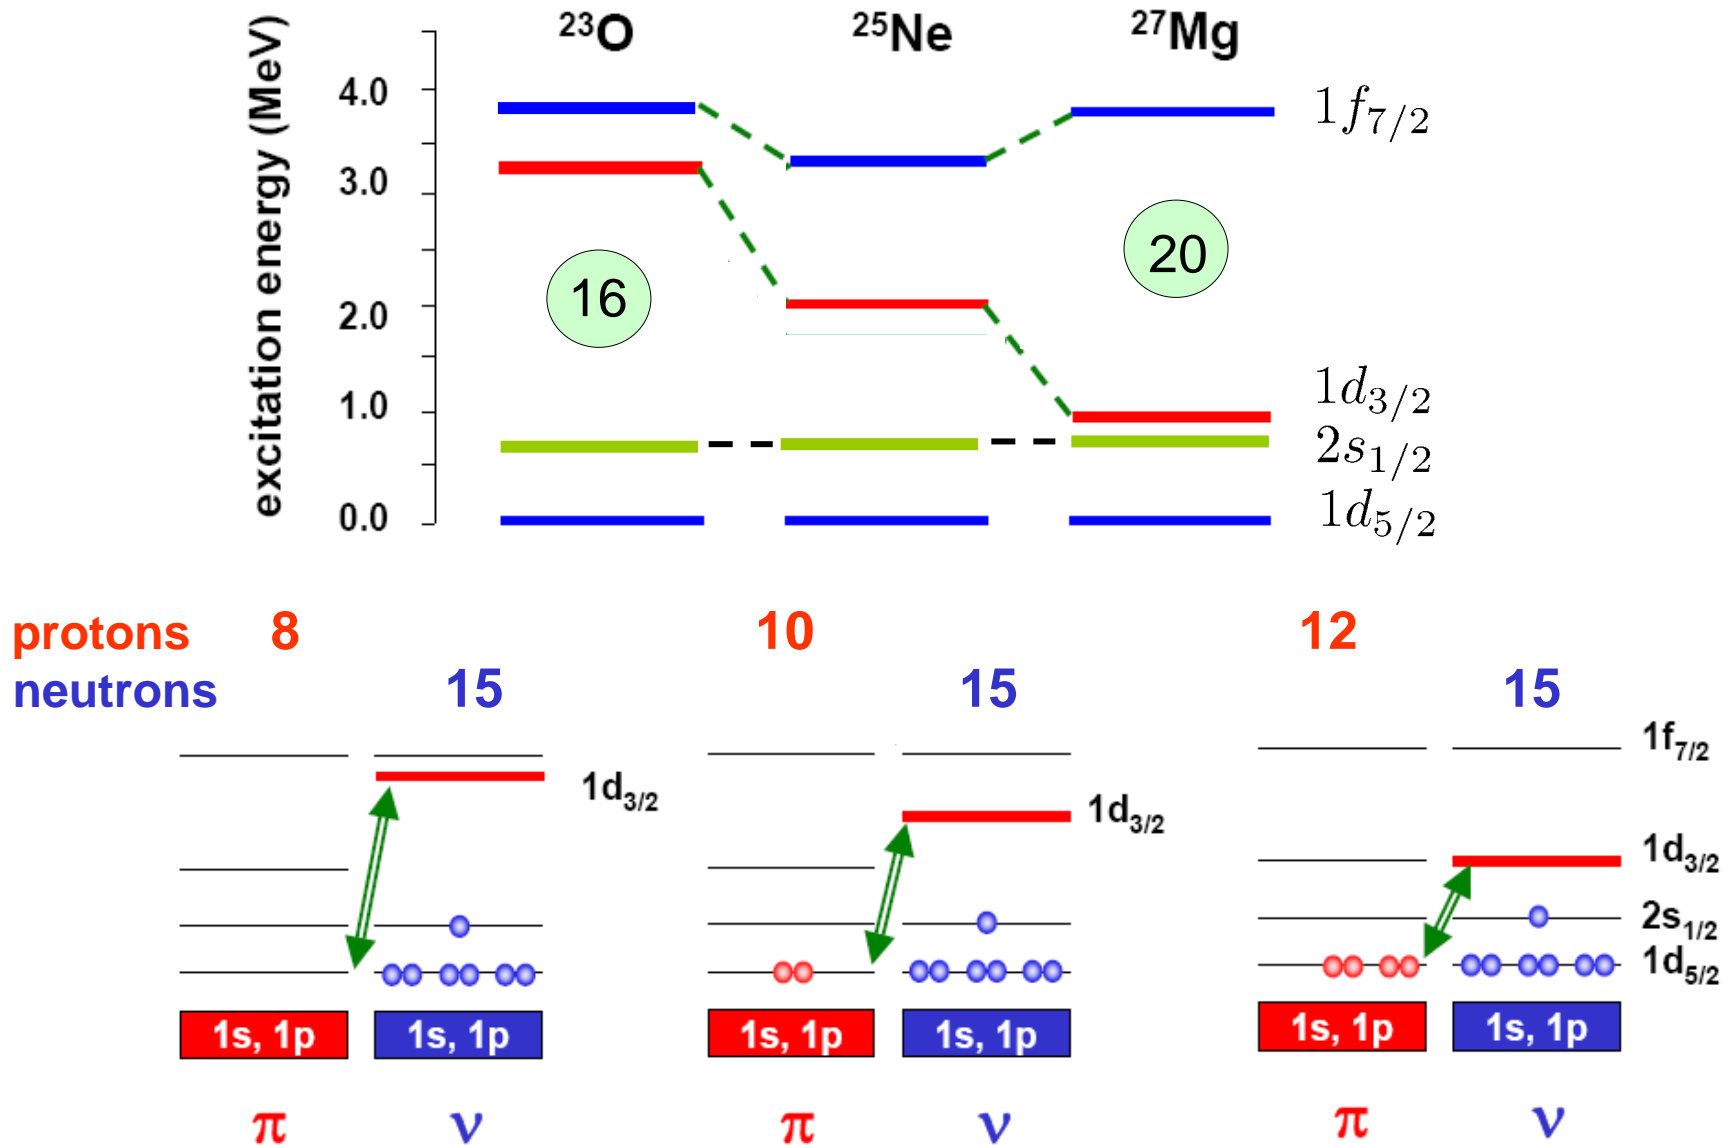 ²³O ²⁵Ne ²⁷Mg
excitation energy (MeV)
4.0
3.0
2.0
1.0
0.0
16
20
1f₇/₂
1d₃/₂
2s₁/₂
1d₅/₂
protons 8 10 12
neutrons 15 15 15
1d₃/₂
1d₃/₂
1f₇/₂
1d₃/₂
2s₁/₂
1d₅/₂
1s, 1p 1s, 1p 1s, 1p 1s, 1p 1s, 1p 1s, 1p
π ν π ν π ν